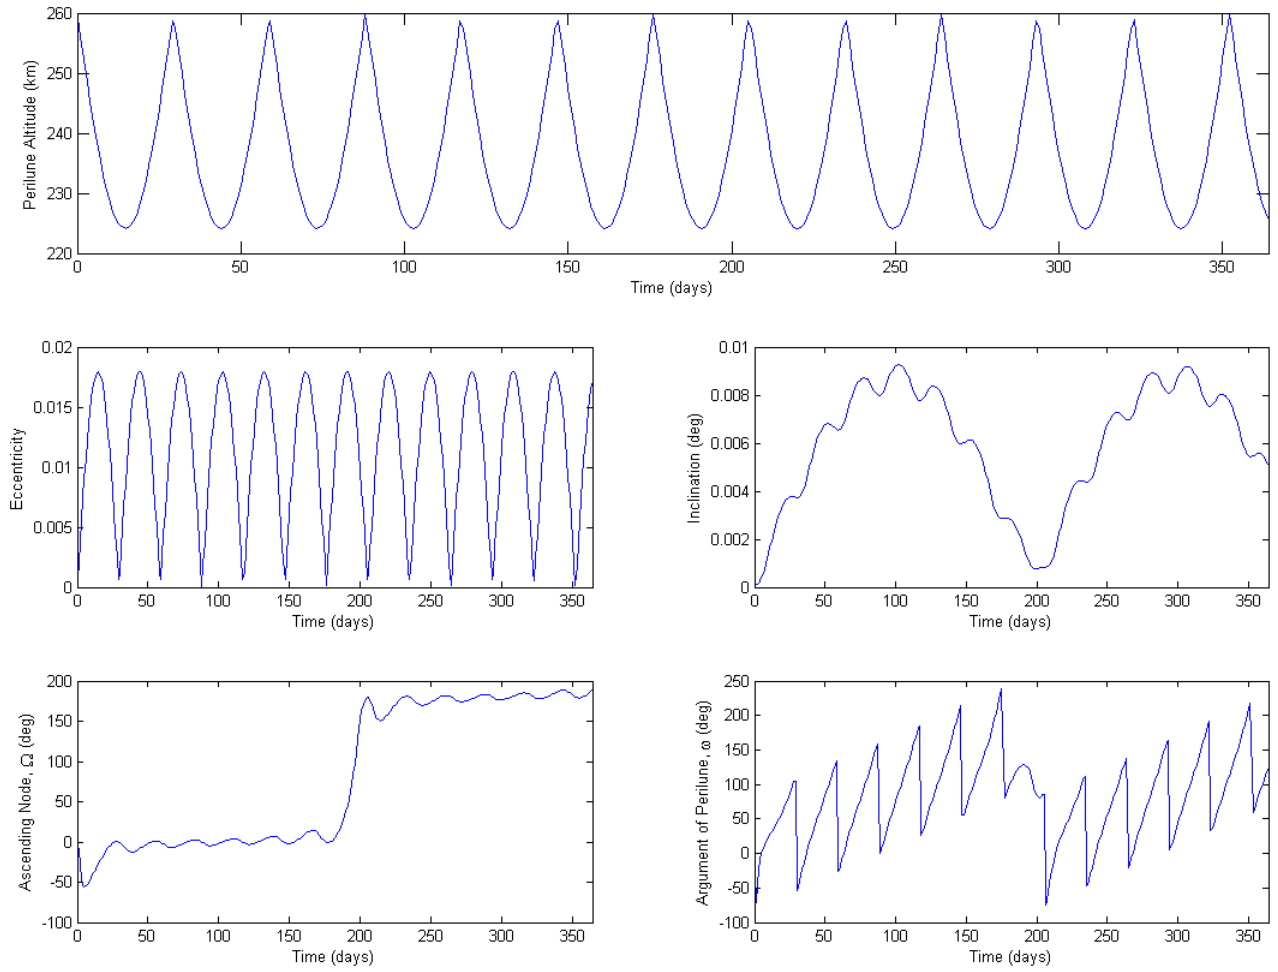 260
250
240
230
220
Perilune Altitude (km)
0 50 100 150 200 250 300 350
Time (days)
0.02
0.015
0.01
0.005
0
Eccentricity
0 50 100 150 200 250 300 350
Time (days)
0.01
0.008
0.006
0.004
0.002
0
Inclination (deg)
0 50 100 150 200 250 300 350
Time (days)
200
150
100
50
0
-50
-100
Ascending Node, Ω (deg)
0 50 100 150 200 250 300 350
Time (days)
250
200
150
100
50
0
-50
-100
Argument of Perilune, ω (deg)
0 50 100 150 200 250 300 350
Time (days)